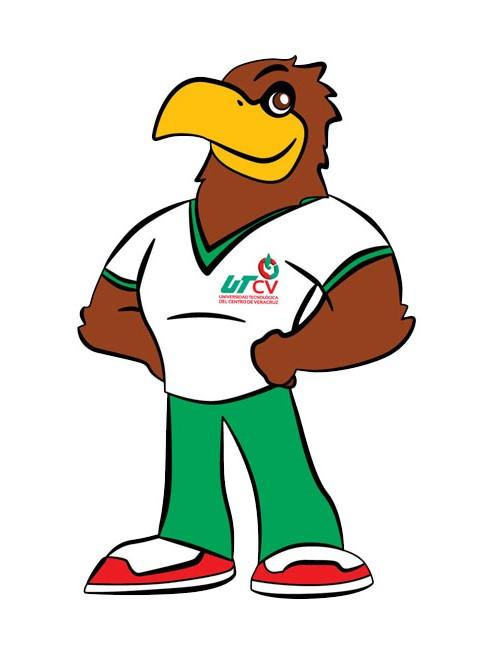 UTCV
UNIVERSIDAD TECNOLÓGICA
DEL CENTRO DE VERACRUZ